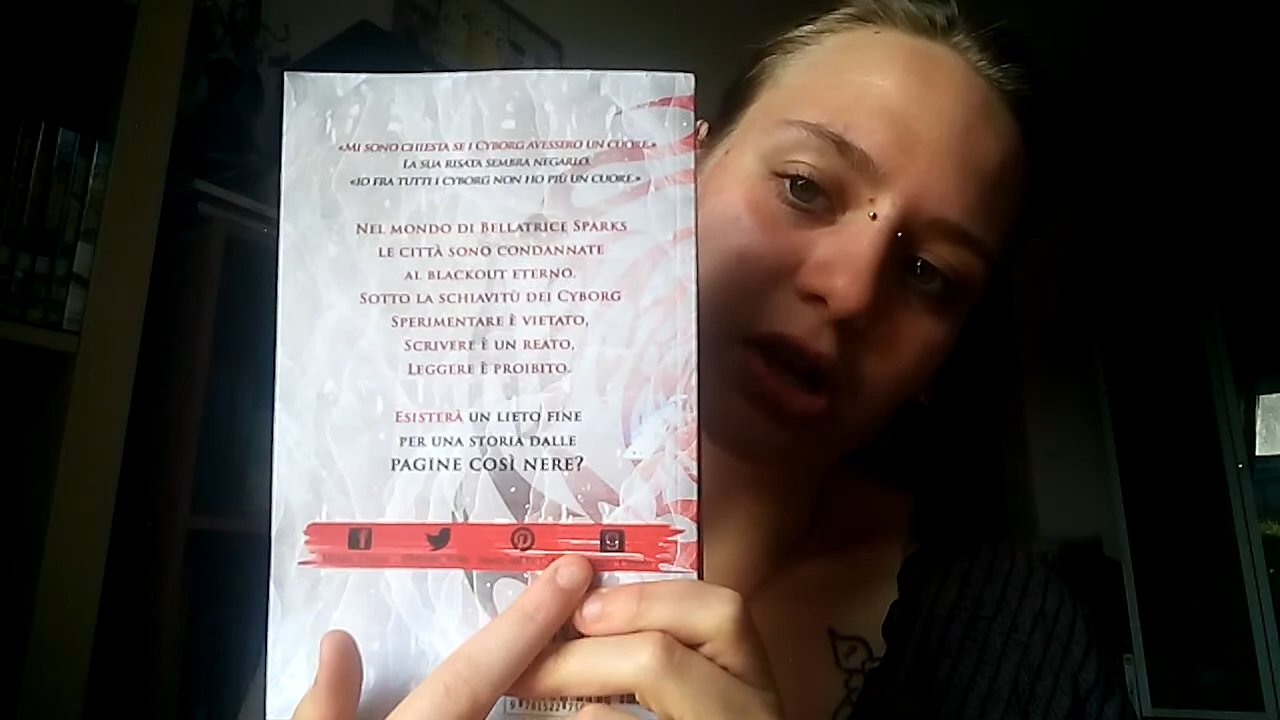 «MI SONO CHIESTA SE I CYBORG AVESSERO UN CUORE.»
LA SUA RISATA SEMBRA NEGARLO.
«IO FRA TUTTI I CYBORG NON HO PIÙ UN CUORE.»
NEL MONDO DI BELLATRICE SPARKS
LE CITTÀ SONO CONDANNATE
AL BLACKOUT ETERNO.
SOTTO LA SCHIAVITÙ DEI CYBORG
SPERIMENTARE È VIETATO,
SCRIVERE È UN REATO,
LEGGERE È PROIBITO.
ESISTERÀ UN LIETO FINE
PER UNA STORIA DALLE
PAGINE COSÌ NERE?